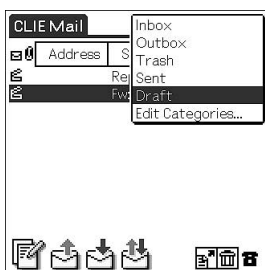 CLIE Mail
Inbox
Outbox
Trash
Sent
Draft
Edit Categories...
Address S
Re
Fw